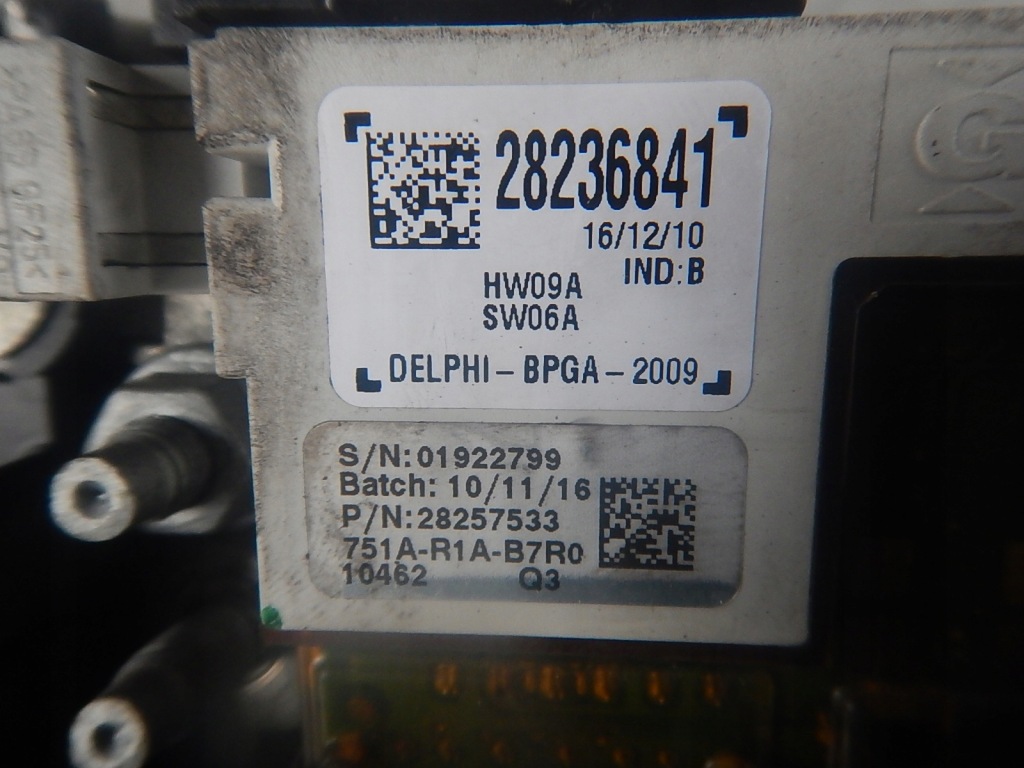 28236841
16/12/10
IND:B
HW09A
SW06A
DELPHI-BPGA-2009
S/N:01922799
Batch: 10/11/16
P/N:28257533
751A-R1A-B7R0
10462 Q3